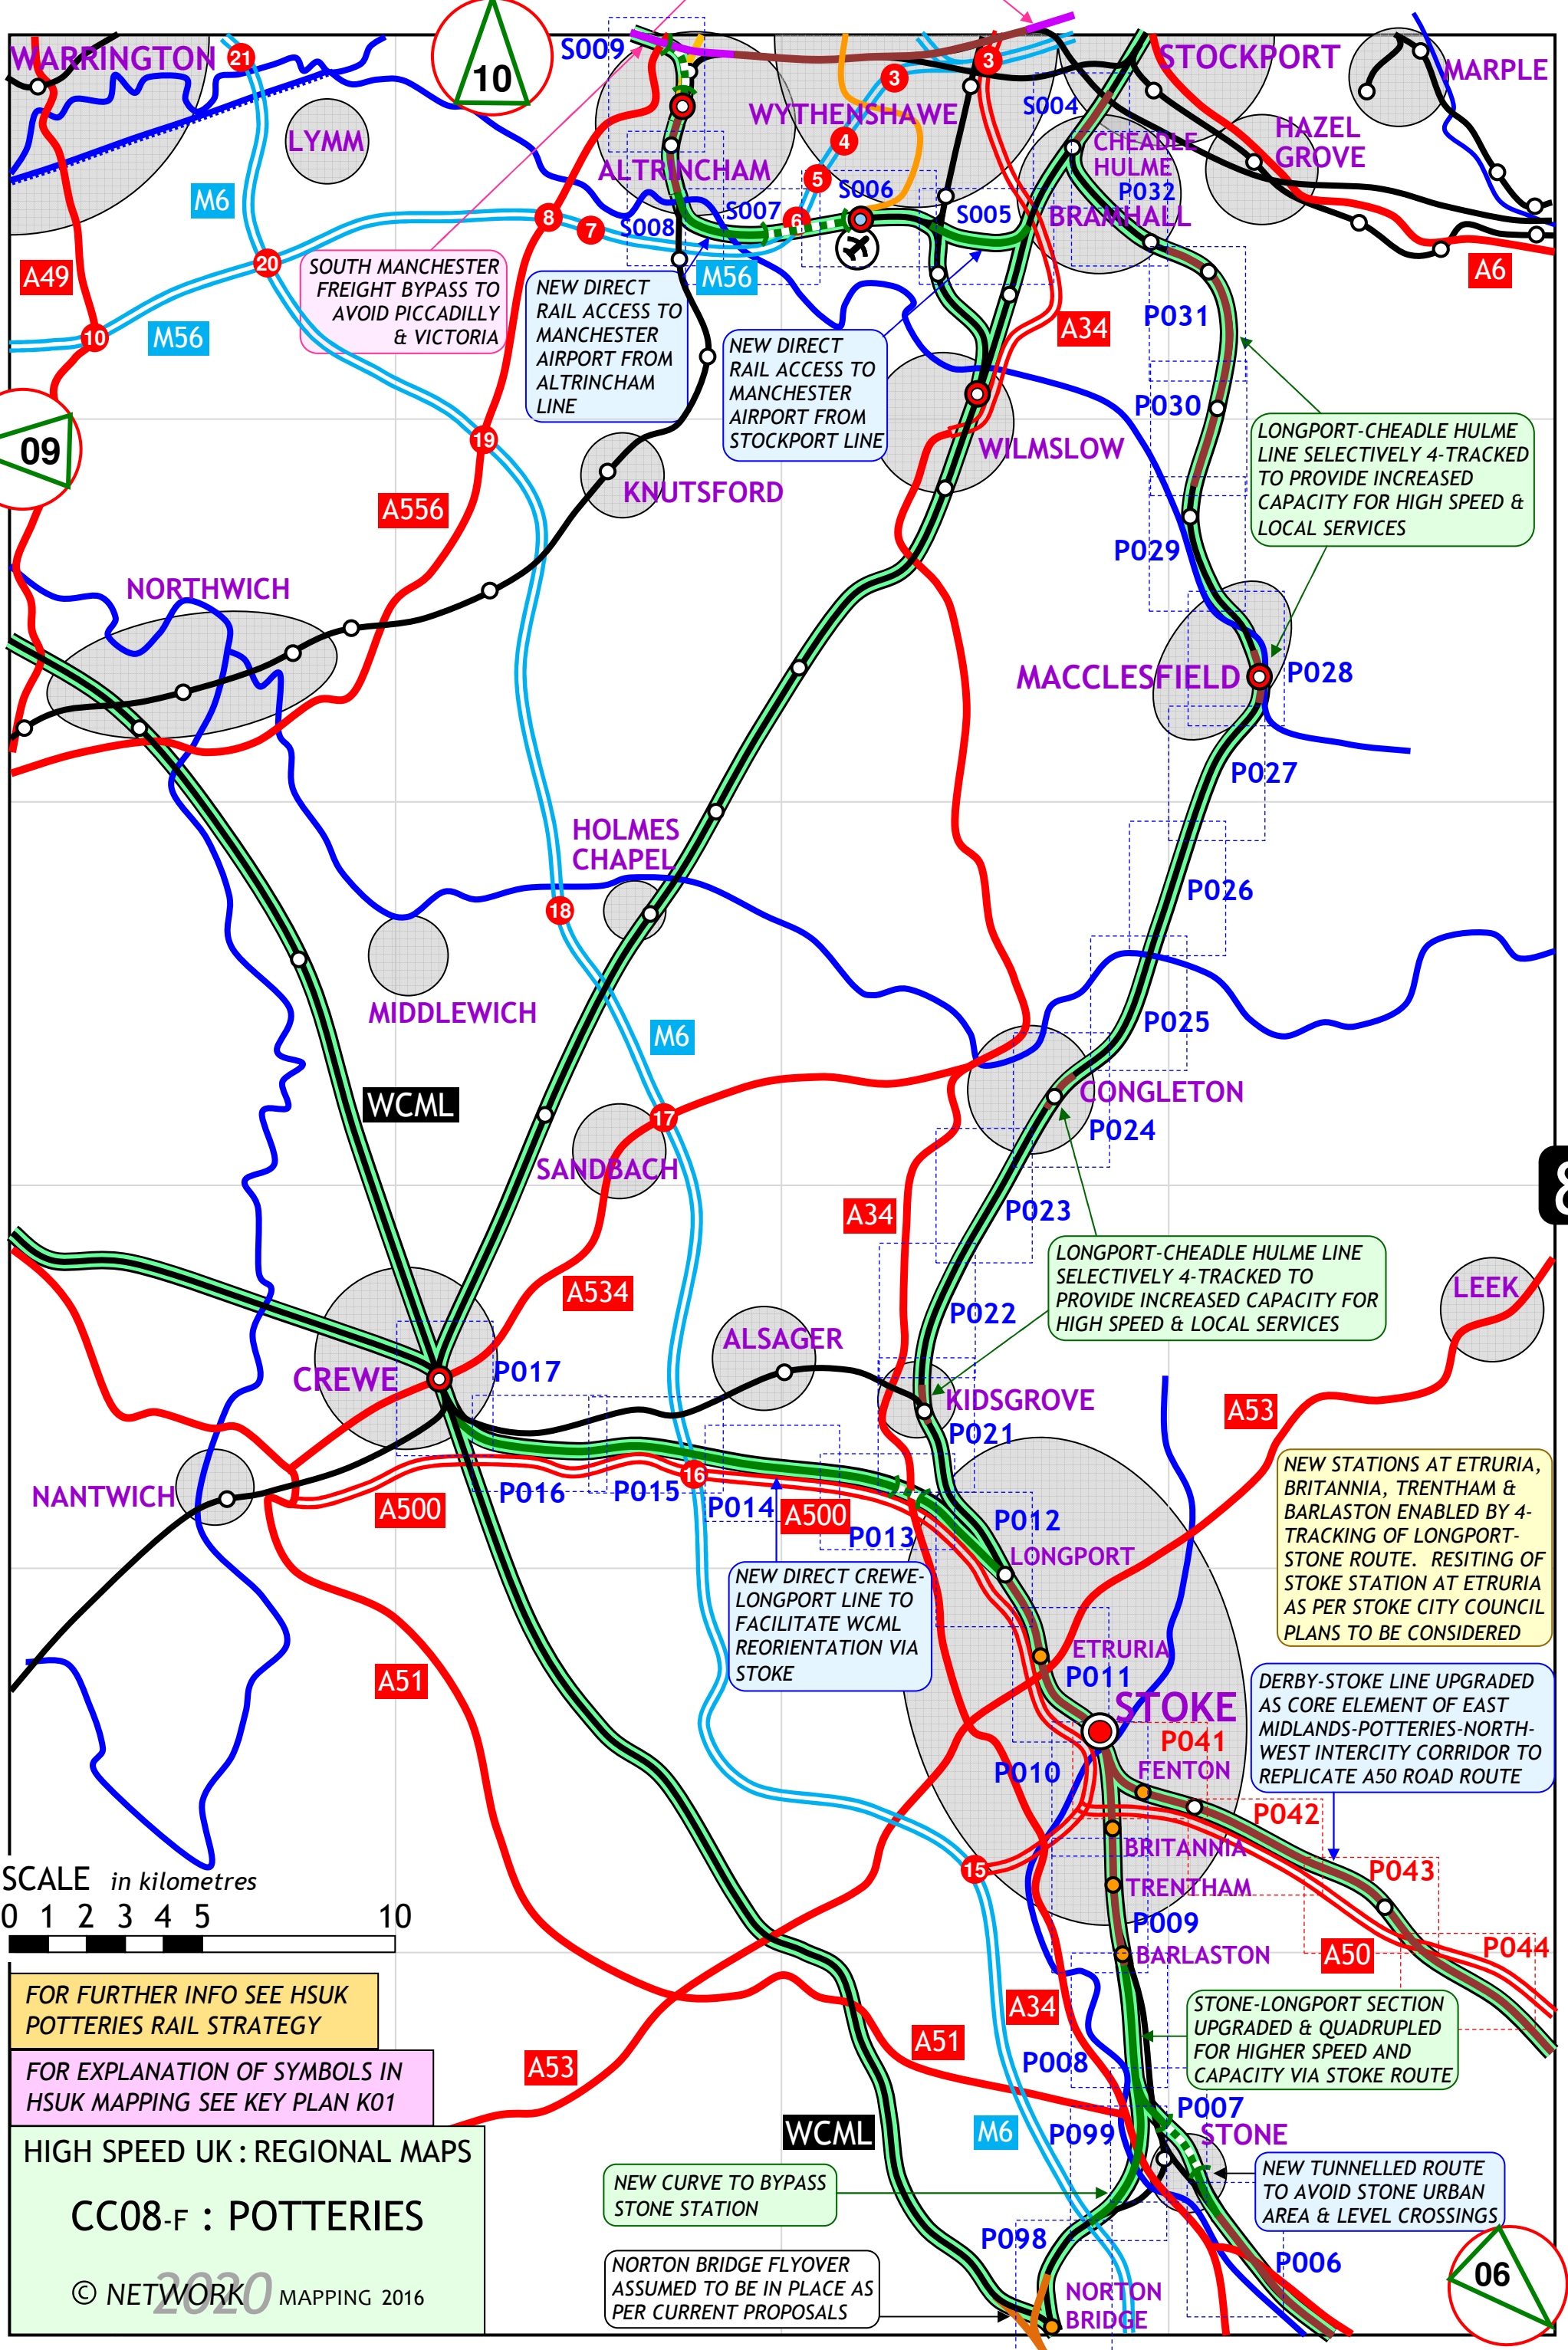 WARRINGTON
21
10
S009
3
3
STOCKPORT
MARPLE
LYMM
WYTHENSHAWE
S004
CHEADLE
HULME
HAZEL
GROVE
4
ALTRINCHAM
5
S006
P032
M6
8
7
S008
S007
6
S005
BRAMHALL
A49
20
M56
A6
SOUTH MANCHESTER
FREIGHT BYPASS TO
AVOID PICCADILLY
& VICTORIA
NEW DIRECT
RAIL ACCESS TO
MANCHESTER
AIRPORT FROM
ALTRINCHAM
LINE
NEW DIRECT
RAIL ACCESS TO
MANCHESTER
AIRPORT FROM
STOCKPORT LINE
10
M56
A34
P031
P030
09
19
WILMSLOW
LONGPORT-CHEADLE HULME
LINE SELECTIVELY 4-TRACKED
TO PROVIDE INCREASED
CAPACITY FOR HIGH SPEED &
LOCAL SERVICES
KNUTSFORD
A556
P029
NORTHWICH
MACCLESFIELD
P028
P027
HOLMES
CHAPEL
P026
18
MIDDLEWICH
M6
P025
WCML
17
CONGLETON
P024
SANDBACH
A34
P023
8
A534
LONGPORT-CHEADLE HULME LINE
SELECTIVELY 4-TRACKED TO
PROVIDE INCREASED CAPACITY FOR
HIGH SPEED & LOCAL SERVICES
LEEK
P022
ALSAGER
CREWE
P017
KIDSGROVE
A53
P021
NANTWICH
A500
P016
P015
16
P014
A500
P013
P012
LONGPORT
NEW STATIONS AT ETRURIA,
BRITANNIA, TRENTHAM &
BARLASTON ENABLED BY 4-
TRACKING OF LONGPORT-
STONE ROUTE. RESITING OF
STOKE STATION AT ETRURIA
AS PER STOKE CITY COUNCIL
PLANS TO BE CONSIDERED
NEW DIRECT CREWE-
LONGPORT LINE TO
FACILITATE WCML
REORIENTATION VIA
STOKE
ETRURIA
P011
A51
STOKE
DERBY-STOKE LINE UPGRADED
AS CORE ELEMENT OF EAST
MIDLANDS-POTTERIES-NORTH-
WEST INTERCITY CORRIDOR TO
REPLICATE A50 ROAD ROUTE
P041
P010
FENTON
P042
BRITANNIA
15
P043
SCALE in kilometres
0 1 2 3 4 5 10
TRENTHAM
P009
BARLASTON
A50
P044
FOR FURTHER INFO SEE HSUK
POTTERIES RAIL STRATEGY
A34
STONE-LONGPORT SECTION
UPGRADED & QUADRUPLED
FOR HIGHER SPEED AND
CAPACITY VIA STOKE ROUTE
A51
P008
A53
FOR EXPLANATION OF SYMBOLS IN
HSUK MAPPING SEE KEY PLAN K01
P007
WCML
M6
P099
STONE
HIGH SPEED UK : REGIONAL MAPS
NEW CURVE TO BYPASS
STONE STATION
NEW TUNNELLED ROUTE
TO AVOID STONE URBAN
AREA & LEVEL CROSSINGS
CC08-F : POTTERIES
P098
P006
06
NORTON BRIDGE FLYOVER
ASSUMED TO BE IN PLACE AS
PER CURRENT PROPOSALS
NORTON
BRIDGE
© NETWORK 2020 MAPPING 2016